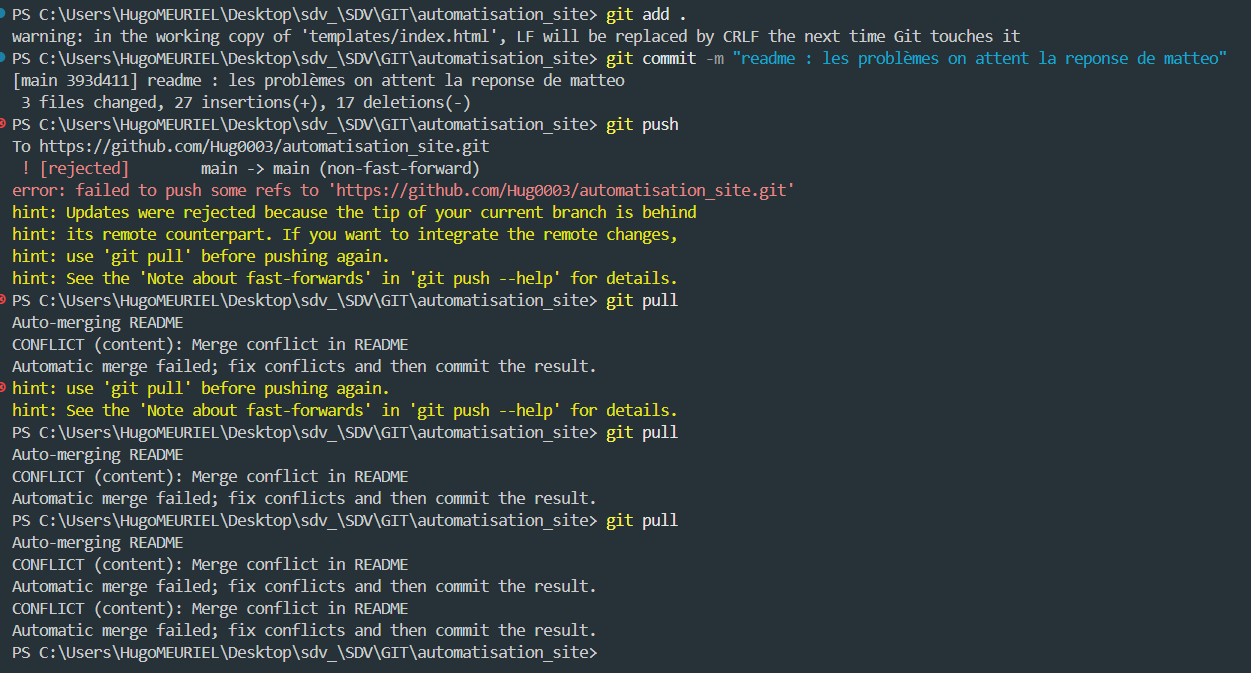 PS C:\Users\HugoMEURIEL\Desktop\sdv_\SDV\GIT\automatisation_site> git add .
warning: in the working copy of 'templates/index.html', LF will be replaced by CRLF the next time Git touches it
PS C:\Users\HugoMEURIEL\Desktop\sdv_\SDV\GIT\automatisation_site> git commit -m "readme : les problèmes on attent la reponse de matteo"
[main 393d411] readme : les problèmes on attent la reponse de matteo
 3 files changed, 27 insertions(+), 17 deletions(-)
PS C:\Users\HugoMEURIEL\Desktop\sdv_\SDV\GIT\automatisation_site> git push
To https://github.com/Hug0003/automatisation_site.git
 ! [rejected]        main -> main (non-fast-forward)
error: failed to push some refs to 'https://github.com/Hug0003/automatisation_site.git'
hint: Updates were rejected because the tip of your current branch is behind
hint: its remote counterpart. If you want to integrate the remote changes,
hint: use 'git pull' before pushing again.
hint: See the 'Note about fast-forwards' in 'git push --help' for details.
PS C:\Users\HugoMEURIEL\Desktop\sdv_\SDV\GIT\automatisation_site> git pull
Auto-merging README
CONFLICT (content): Merge conflict in README
Automatic merge failed; fix conflicts and then commit the result.
hint: use 'git pull' before pushing again.
hint: See the 'Note about fast-forwards' in 'git push --help' for details.
PS C:\Users\HugoMEURIEL\Desktop\sdv_\SDV\GIT\automatisation_site> git pull
Auto-merging README
CONFLICT (content): Merge conflict in README
Automatic merge failed; fix conflicts and then commit the result.
PS C:\Users\HugoMEURIEL\Desktop\sdv_\SDV\GIT\automatisation_site> git pull
Auto-merging README
CONFLICT (content): Merge conflict in README
Automatic merge failed; fix conflicts and then commit the result.
CONFLICT (content): Merge conflict in README
Automatic merge failed; fix conflicts and then commit the result.
PS C:\Users\HugoMEURIEL\Desktop\sdv_\SDV\GIT\automatisation_site>